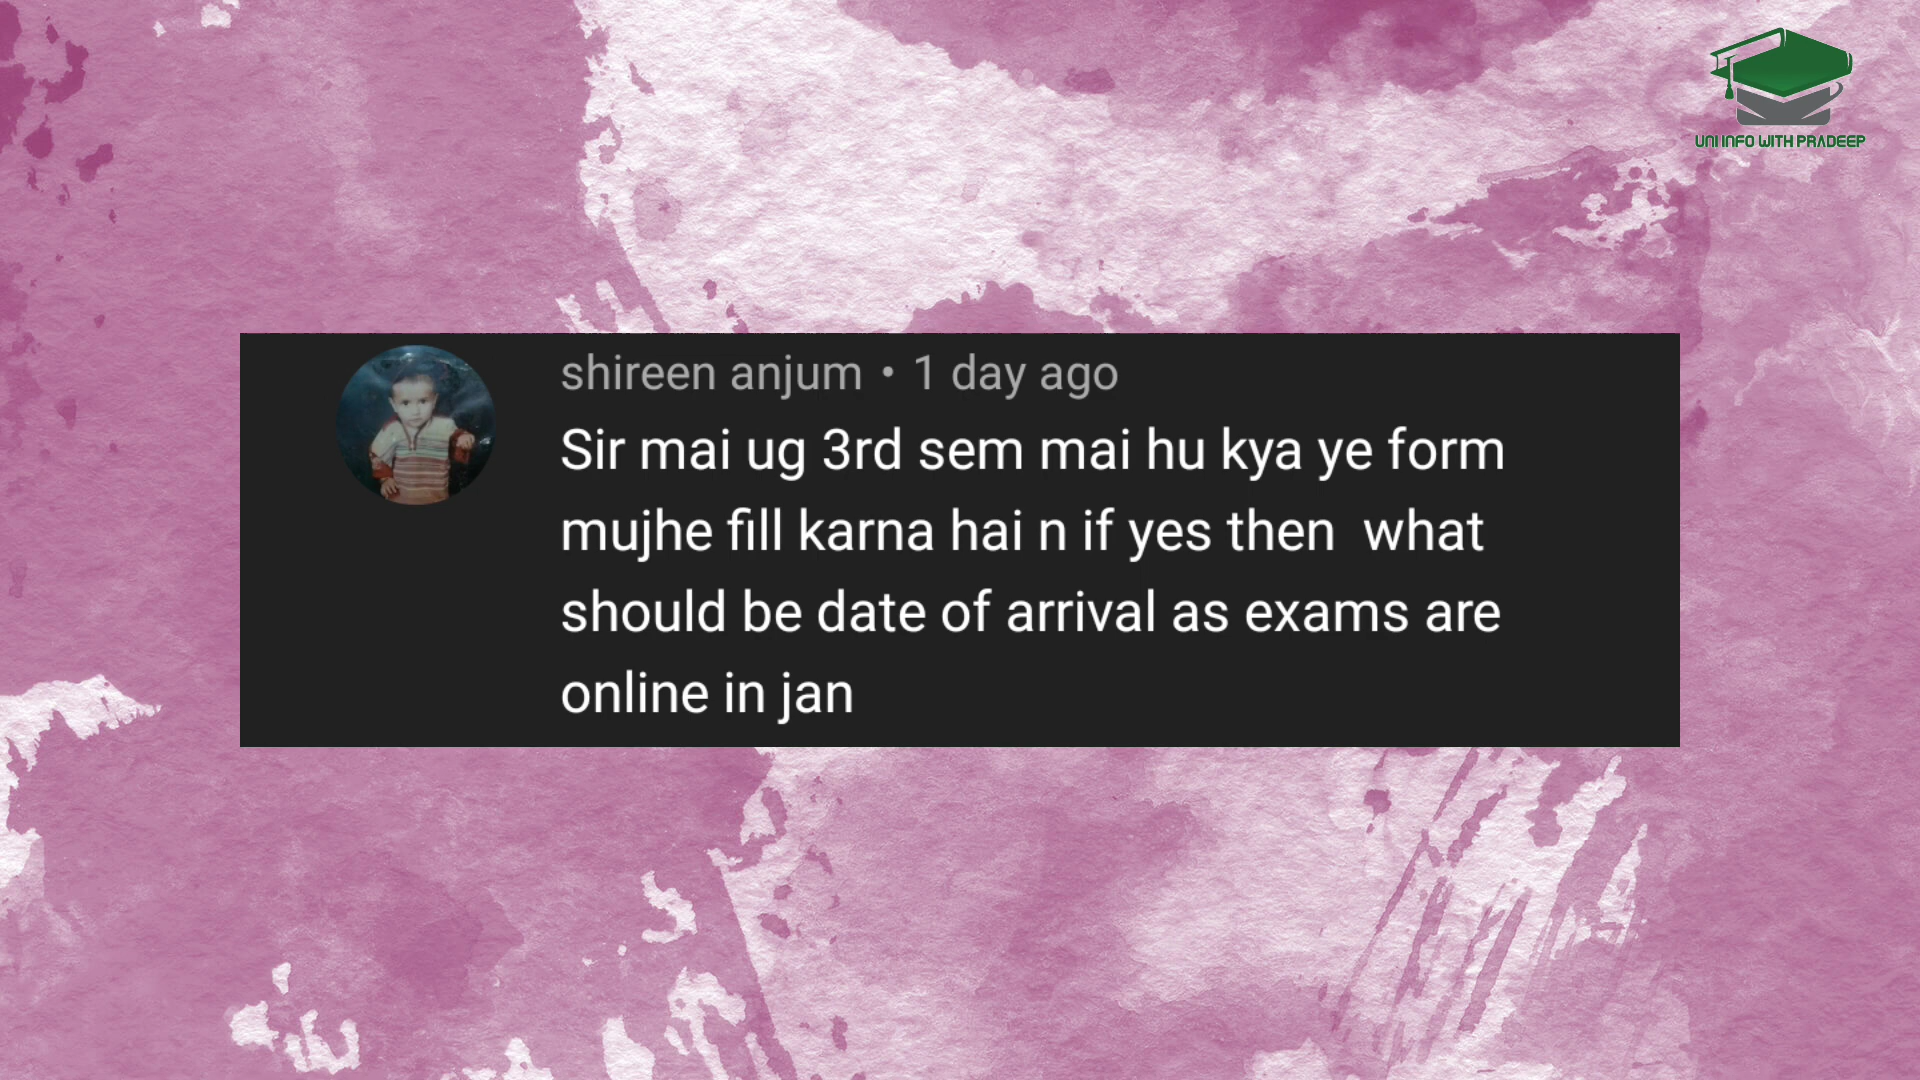 UNI INFO WITH PRADEEP
shireen anjum • 1 day ago
Sir mai ug 3rd sem mai hu kya ye form
mujhe fill karna hai n if yes then  what
should be date of arrival as exams are
online in jan